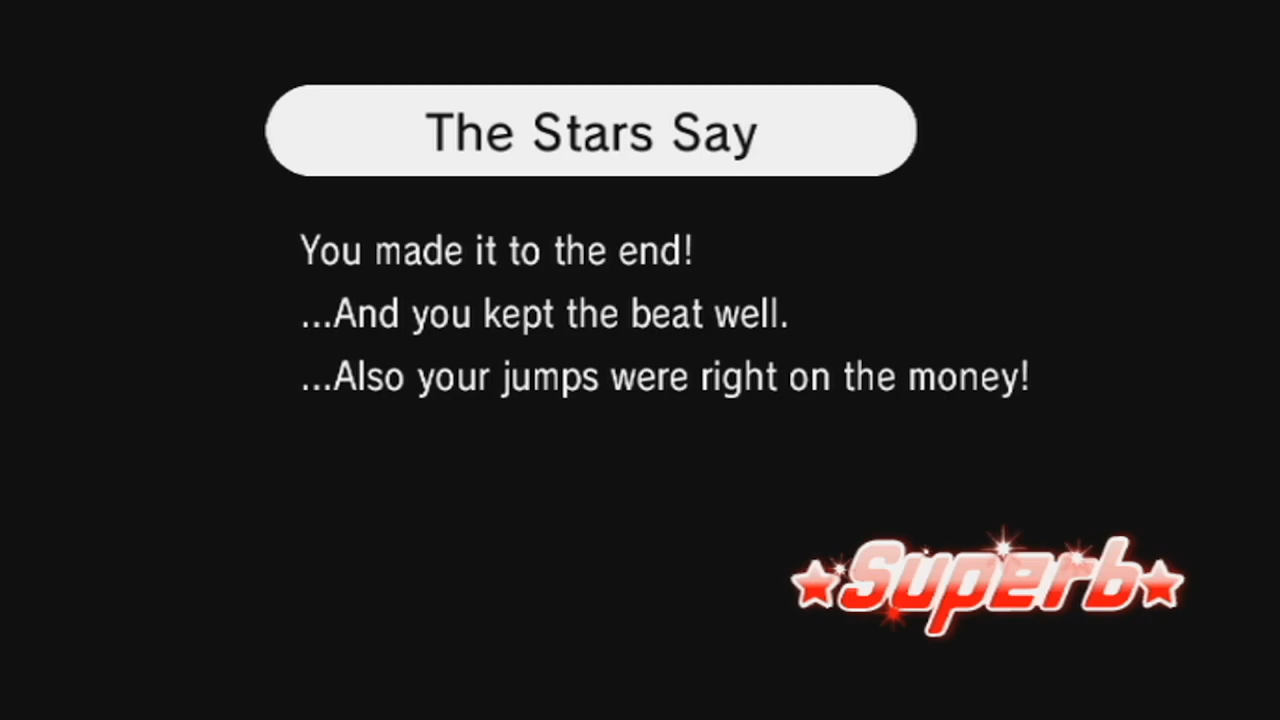 The Stars Say
You made it to the end!
...And you kept the beat well.
...Also your jumps were right on the money!
Superb